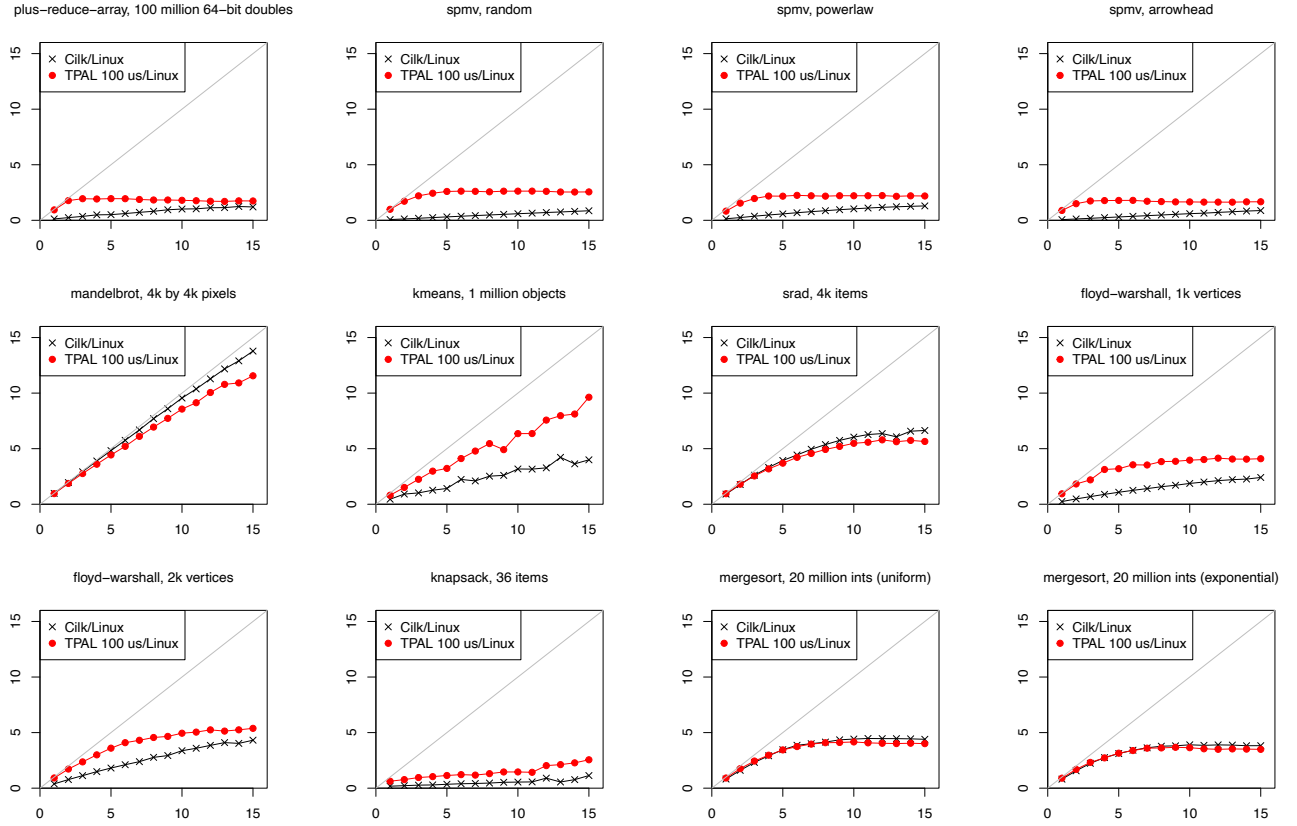 plus−reduce−array, 100 million 64−bit doubles
spmv, random
spmv, powerlaw
spmv, arrowhead
Cilk/Linux
TPAL 100 us/Linux
0 5 10 15
0 5 10 15
Cilk/Linux
TPAL 100 us/Linux
0 5 10 15
0 5 10 15
Cilk/Linux
TPAL 100 us/Linux
0 5 10 15
0 5 10 15
Cilk/Linux
TPAL 100 us/Linux
0 5 10 15
0 5 10 15
mandelbrot, 4k by 4k pixels
kmeans, 1 million objects
srad, 4k items
floyd−warshall, 1k vertices
Cilk/Linux
TPAL 100 us/Linux
0 5 10 15
0 5 10 15
Cilk/Linux
TPAL 100 us/Linux
0 5 10 15
0 5 10 15
Cilk/Linux
TPAL 100 us/Linux
0 5 10 15
0 5 10 15
Cilk/Linux
TPAL 100 us/Linux
0 5 10 15
0 5 10 15
floyd−warshall, 2k vertices
knapsack, 36 items
mergesort, 20 million ints (uniform)
mergesort, 20 million ints (exponential)
Cilk/Linux
TPAL 100 us/Linux
0 5 10 15
0 5 10 15
Cilk/Linux
TPAL 100 us/Linux
0 5 10 15
0 5 10 15
Cilk/Linux
TPAL 100 us/Linux
0 5 10 15
0 5 10 15
Cilk/Linux
TPAL 100 us/Linux
0 5 10 15
0 5 10 15